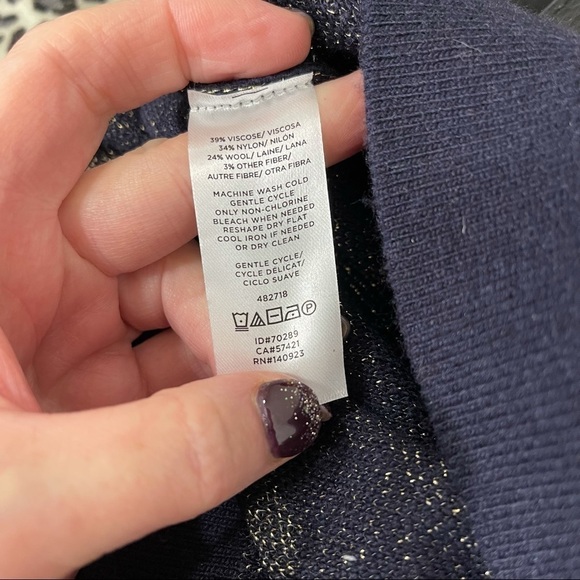 39% VISCOSE/ VISCOSA
34% NYLON/ NILÓN
24% WOOL/ LAINE/ LANA
3% OTHER FIBER/
AUTRE FIBRE/ OTRA FIBRA
MACHINE WASH COLD
GENTLE CYCLE
ONLY NON-CHLORINE
BLEACH WHEN NEEDED
RESHAPE DRY FLAT
COOL IRON IF NEEDED
OR DRY CLEAN
GENTLE CYCLE/
CYCLE DÉLICAT/
CICLO SUAVE
482718
P
ID#70289
CA#57421
RN#140923